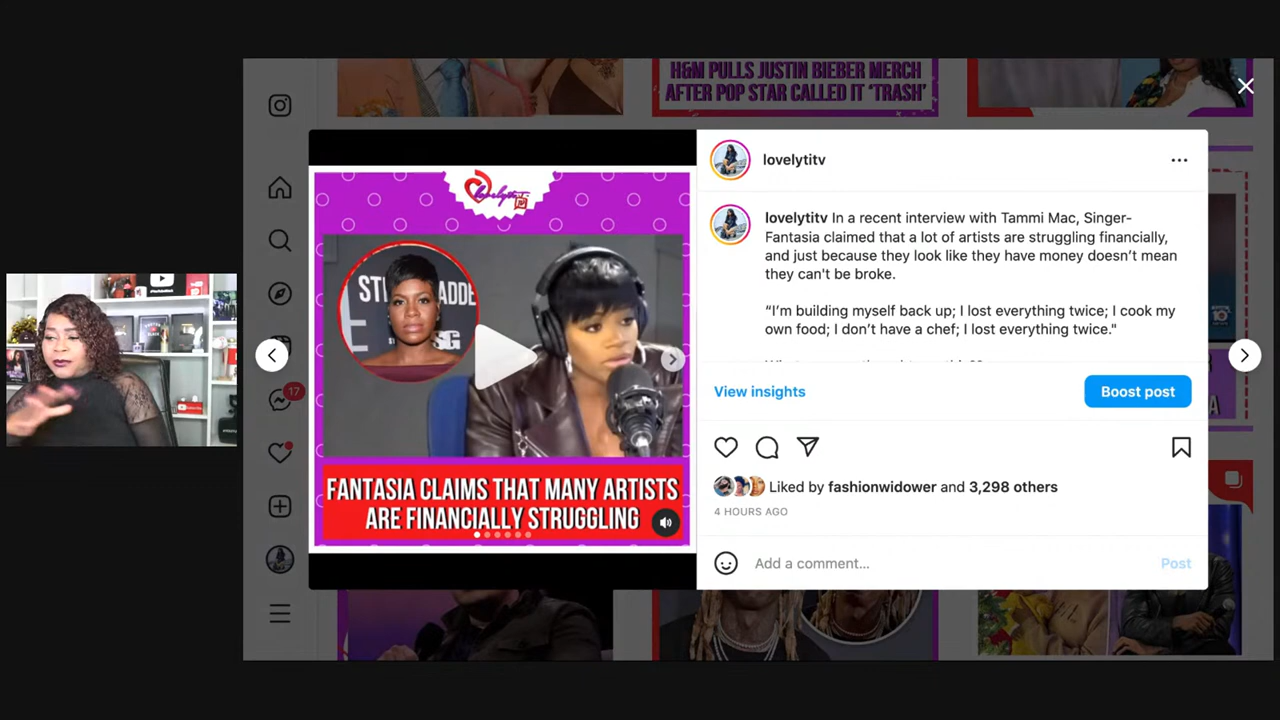 H&M PULLS JUSTIN BIEBER MERCH
AFTER POP STAR CALLED IT 'TRASH'
lovelytitv
lovelytitv In a recent interview with Tammi Mac, Singer-
Fantasia claimed that a lot of artists are struggling financially,
and just because they look like they have money doesn't mean
they can't be broke.
"I'm building myself back up; I lost everything twice; I cook my
own food; I don't have a chef; I lost everything twice."
FANTASIA CLAIMS THAT MANY ARTISTS
ARE FINANCIALLY STRUGGLING
17
View insights
Boost post
Liked by fashionwidower and 3,298 others
4 HOURS AGO
Add a comment...
Post